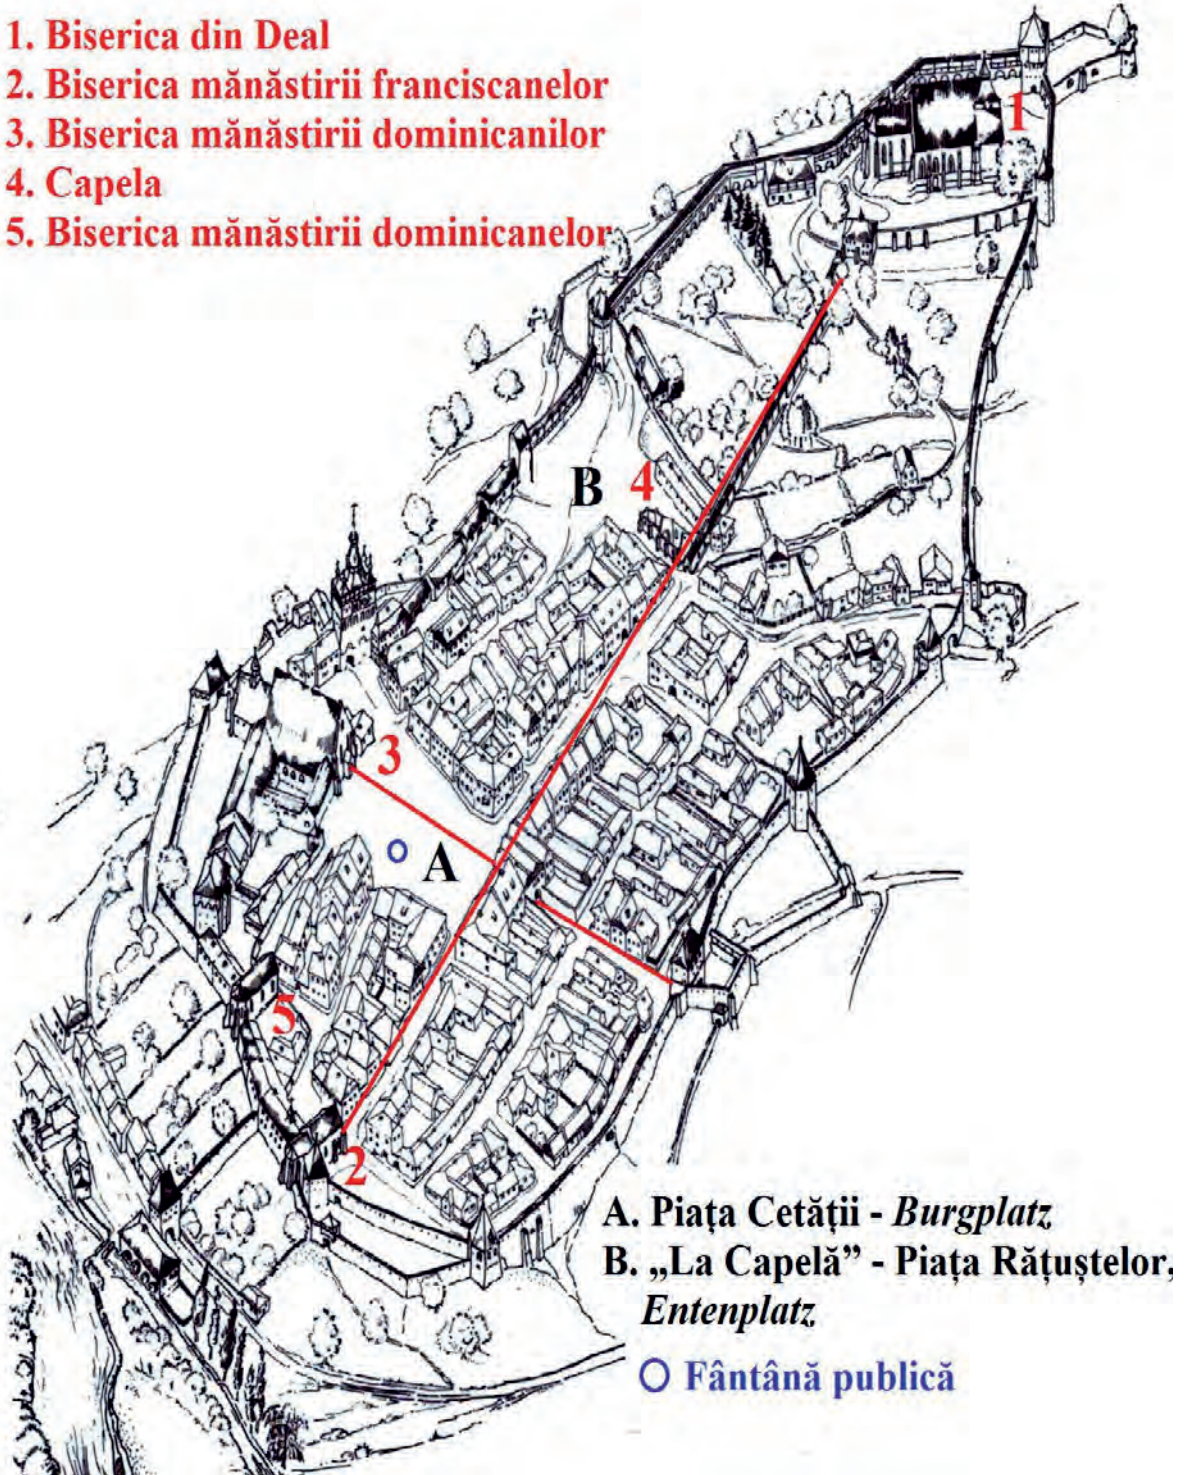 1. Biserica din Deal
2. Biserica mănăstirii franciscanelor
3. Biserica mănăstirii dominicanilor
4. Capela
5. Biserica mănăstirii dominicanelor
1
B 4
3
A
5
2
A. Piața Cetății - Burgplatz
B. „La Capelă” - Piața Rățuștelor,
Entenplatz
Fântână publică